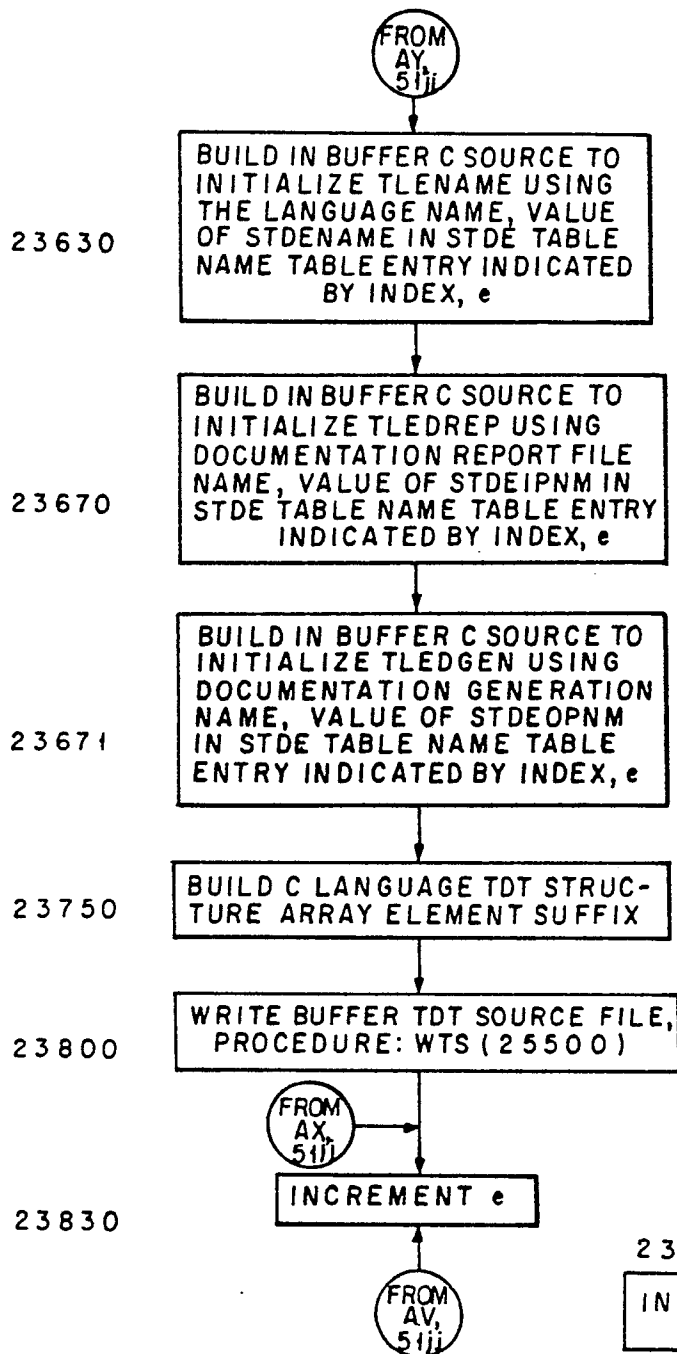 FROM
AY,
51jj
23630
BUILD IN BUFFER C SOURCE TO
INITIALIZE TLENAME USING
THE LANGUAGE NAME, VALUE
OF STDENAME IN STDE TABLE
NAME TABLE ENTRY INDICATED
BY INDEX, e
23670
BUILD IN BUFFER C SOURCE TO
INITIALIZE TLEDREP USING
DOCUMENTATION REPORT FILE
NAME, VALUE OF STDEIPNM IN
STDE TABLE NAME TABLE ENTRY
INDICATED BY INDEX, e
23671
BUILD IN BUFFER C SOURCE TO
INITIALIZE TLEDGEN USING
DOCUMENTATION GENERATION
NAME, VALUE OF STDEOPNM
IN STDE TABLE NAME TABLE
ENTRY INDICATED BY INDEX, e
23750
BUILD C LANGUAGE TDT STRUC-
TURE ARRAY ELEMENT SUFFIX
23800
WRITE BUFFER TDT SOURCE FILE,
PROCEDURE: WTS (25500)
FROM
AX,
51jj
23830
INCREMENT e
FROM
AV,
51jj
23
IN